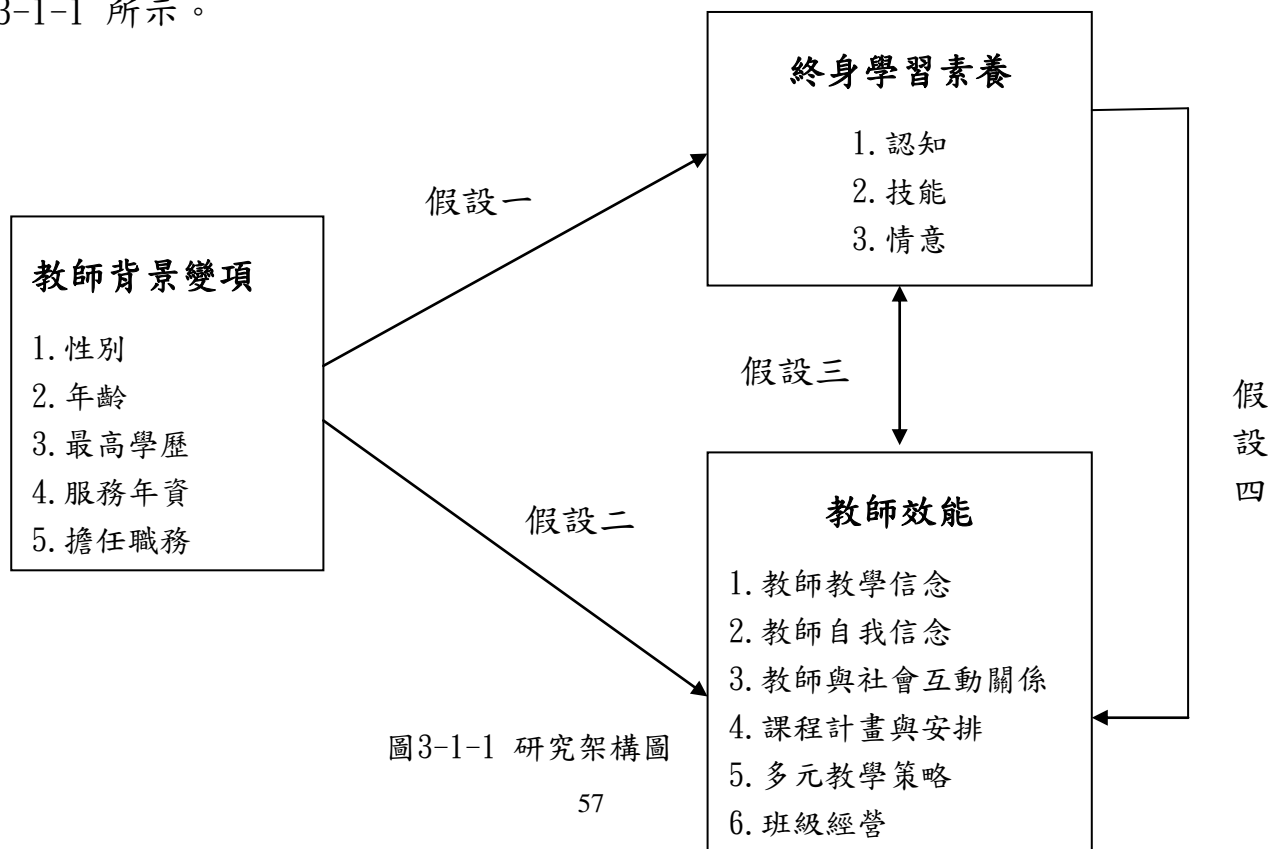 3-1-1 所示。
終身學習素養
1.認知
2.技能
3.情意
假設一
教師背景變項
1.性別
2.年齡
3.最高學歷
4.服務年資
5.擔任職務
假設三
假設四
假設二
教師效能
1.教師教學信念
2.教師自我信念
3.教師與社會互動關係
4.課程計畫與安排
5.多元教學策略
6.班級經營
圖3-1-1 研究架構圖
57